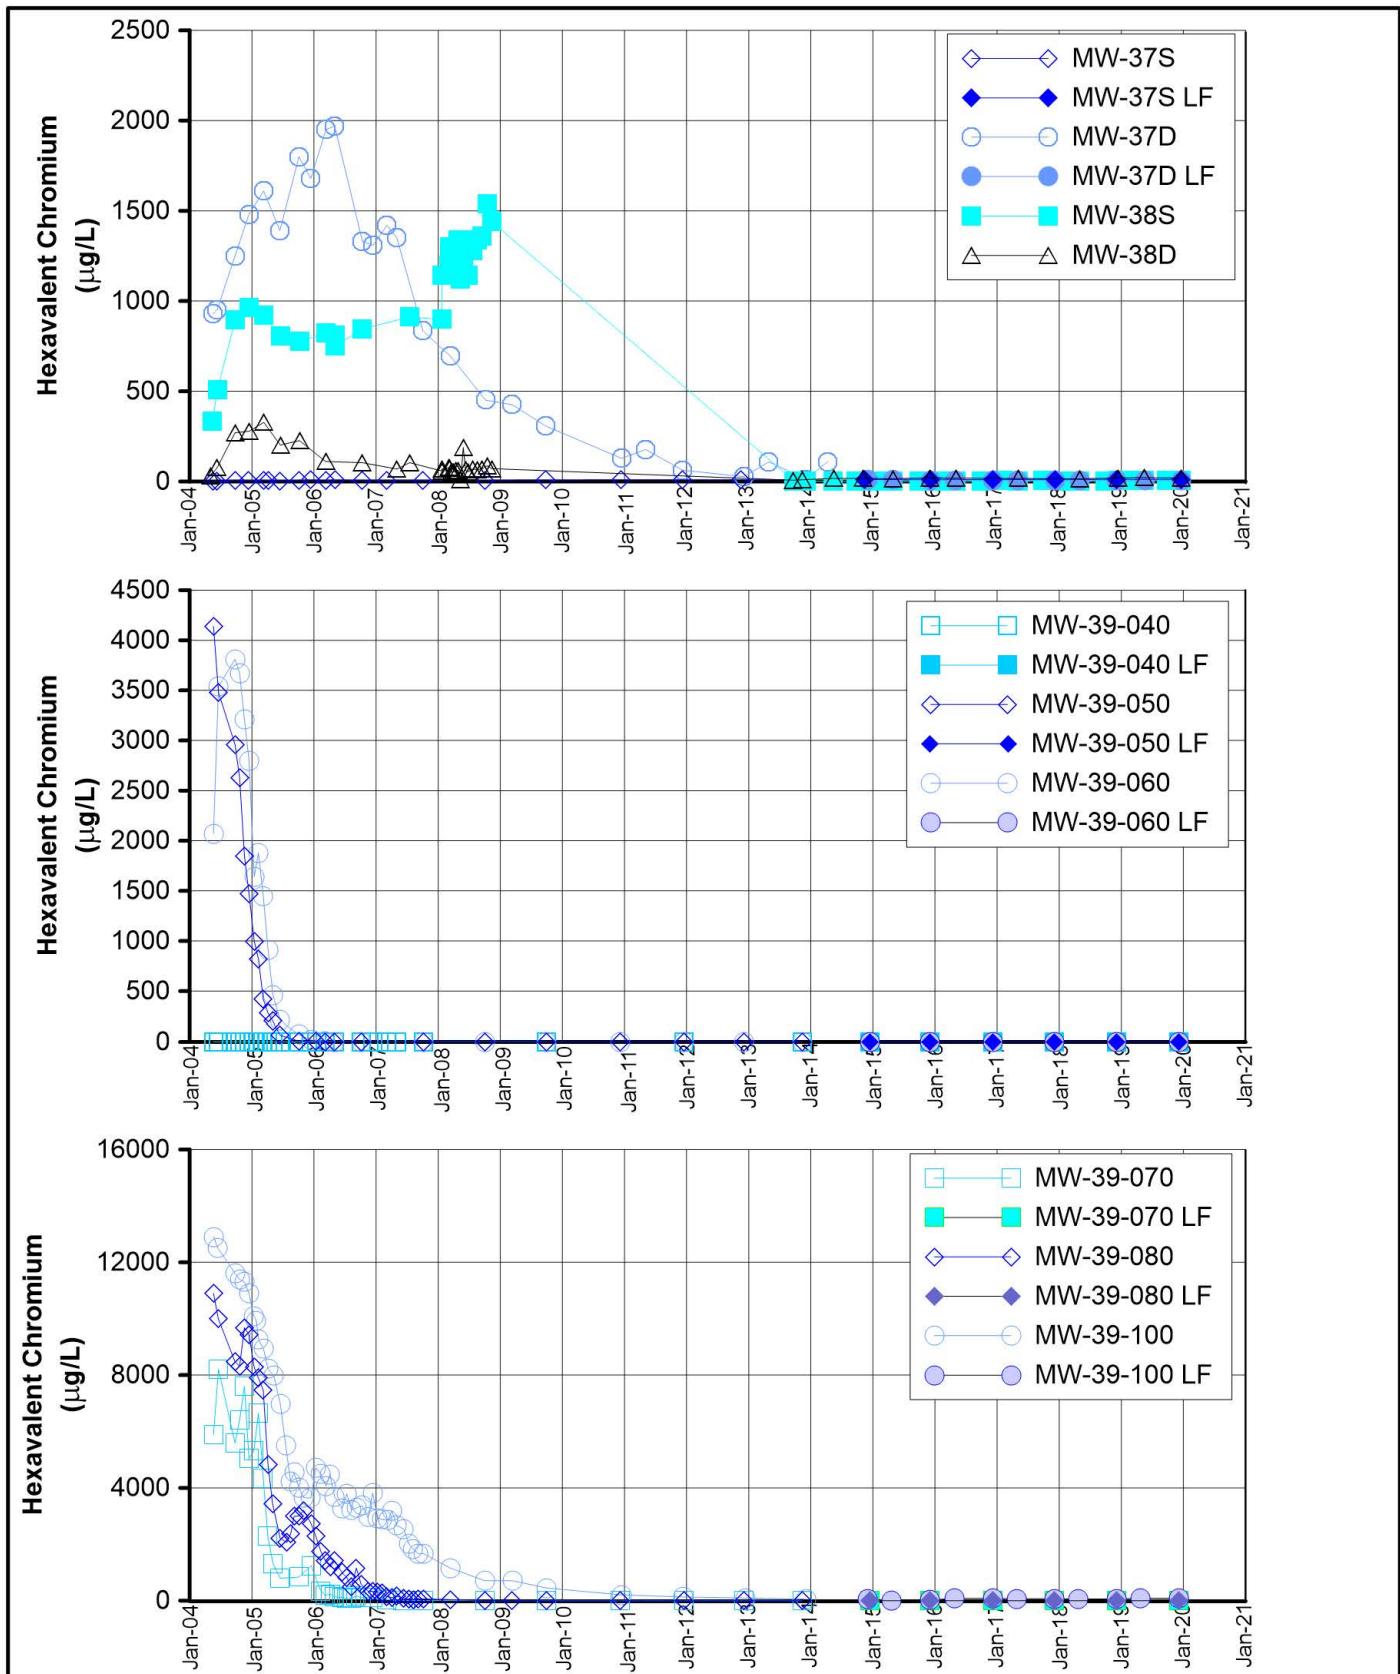 Hexavalent Chromium
(µg/L)
2500
2000
1500
1000
500
0
MW-37S
MW-37S LF
MW-37D
MW-37D LF
MW-38S
MW-38D
Jan-04
Jan-05
Jan-06
Jan-07
Jan-08
Jan-09
Jan-10
Jan-11
Jan-12
Jan-13
Jan-14
Jan-15
Jan-16
Jan-17
Jan-18
Jan-19
Jan-20
Jan-21
Hexavalent Chromium
(µg/L)
4500
4000
3500
3000
2500
2000
1500
1000
500
0
MW-39-040
MW-39-040 LF
MW-39-050
MW-39-050 LF
MW-39-060
MW-39-060 LF
Jan-04
Jan-05
Jan-06
Jan-07
Jan-08
Jan-09
Jan-10
Jan-11
Jan-12
Jan-13
Jan-14
Jan-15
Jan-16
Jan-17
Jan-18
Jan-19
Jan-20
Jan-21
Hexavalent Chromium
(µg/L)
16000
12000
8000
4000
0
MW-39-070
MW-39-070 LF
MW-39-080
MW-39-080 LF
MW-39-100
MW-39-100 LF
Jan-04
Jan-05
Jan-06
Jan-07
Jan-08
Jan-09
Jan-10
Jan-11
Jan-12
Jan-13
Jan-14
Jan-15
Jan-16
Jan-17
Jan-18
Jan-19
Jan-20
Jan-21